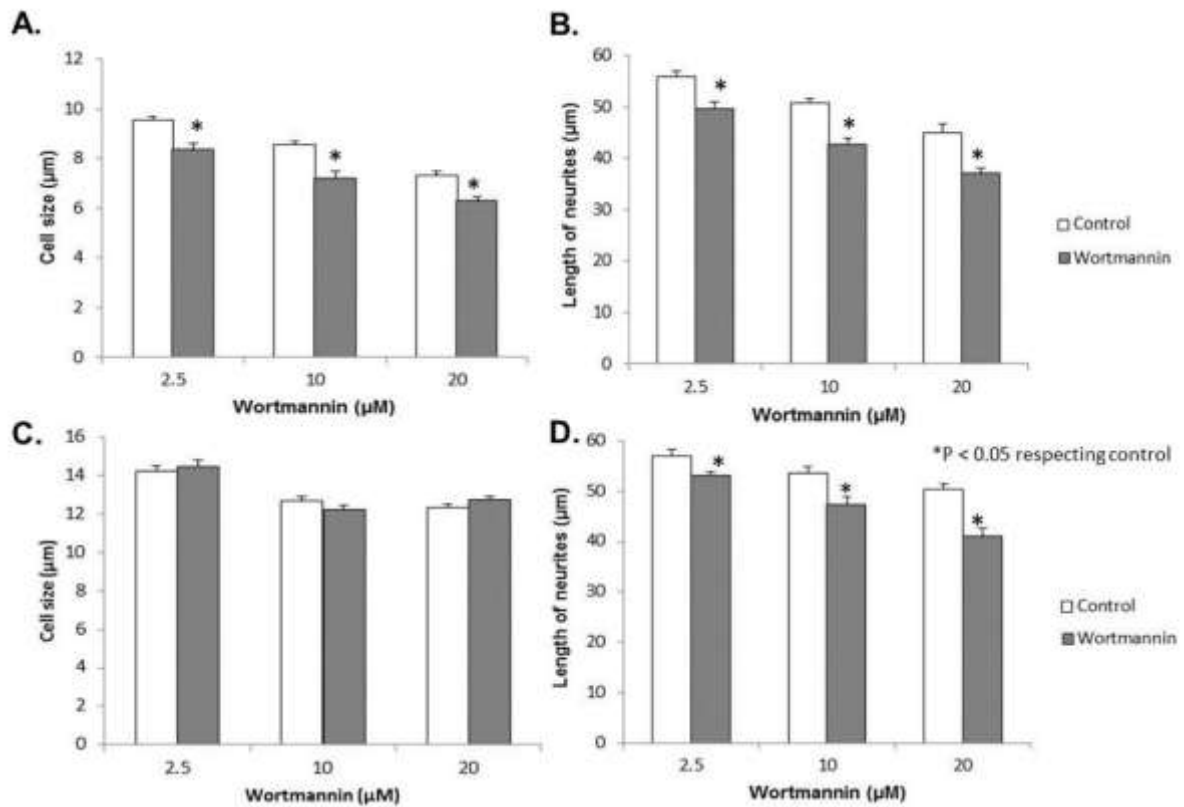 A.
12
10
8
6
4
2
0
Cell size (µm)
* * *
2.5 10 20
Wortmannin (µM)
B.
60
50
40
30
20
10
0
Length of neurites (µm)
* * *
2.5 10 20
Wortmannin (µM)
Control
Wortmannin
C.
16
14
12
10
8
6
4
2
0
Cell size (µm)
2.5 10 20
Wortmannin (µM)
D.
60
50
40
30
20
10
0
Length of neurites (µm)
*P < 0.05 respecting control
* * *
2.5 10 20
Wortmannin (µM)
Control
Wortmannin